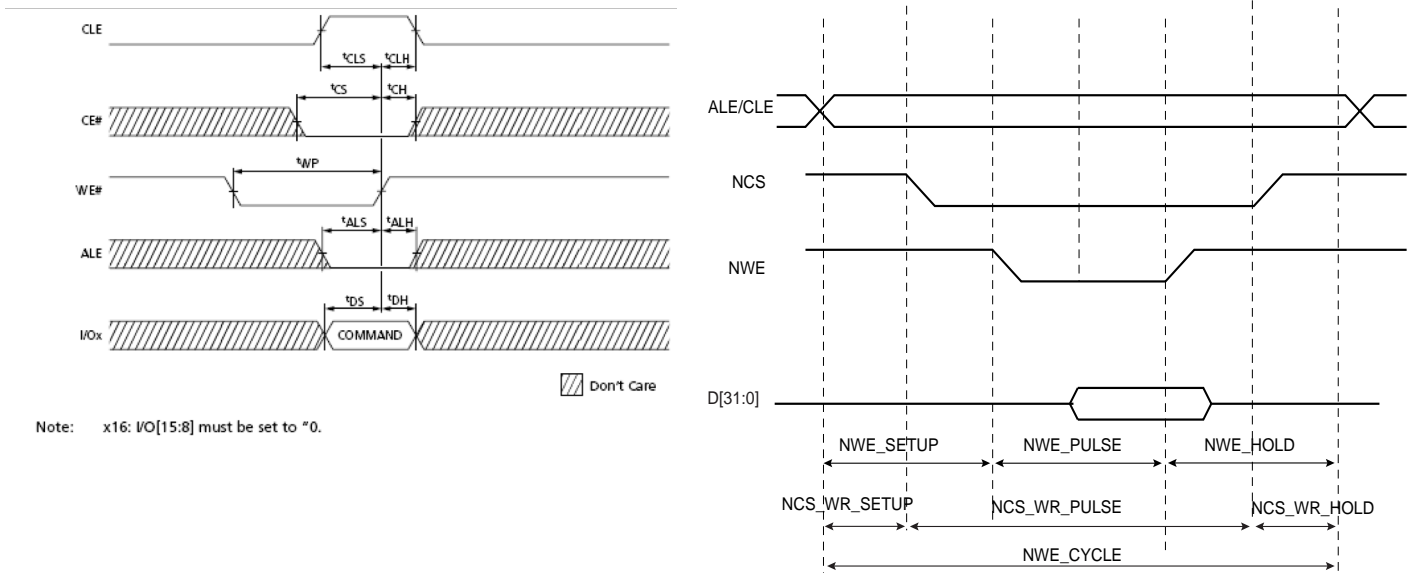 CLE
tCLS tCLH
tCS tCH
CE#
tWP
WE#
tALS tALH
ALE
tDS tDH
I/Ox COMMAND
Don't Care
Note: x16: I/O[15:8] must be set to "0.
ALE/CLE
NCS
NWE
D[31:0]
NWE_SETUP NWE_PULSE NWE_HOLD
NCS_WR_SETUP NCS_WR_PULSE NCS_WR_HOLD
NWE_CYCLE